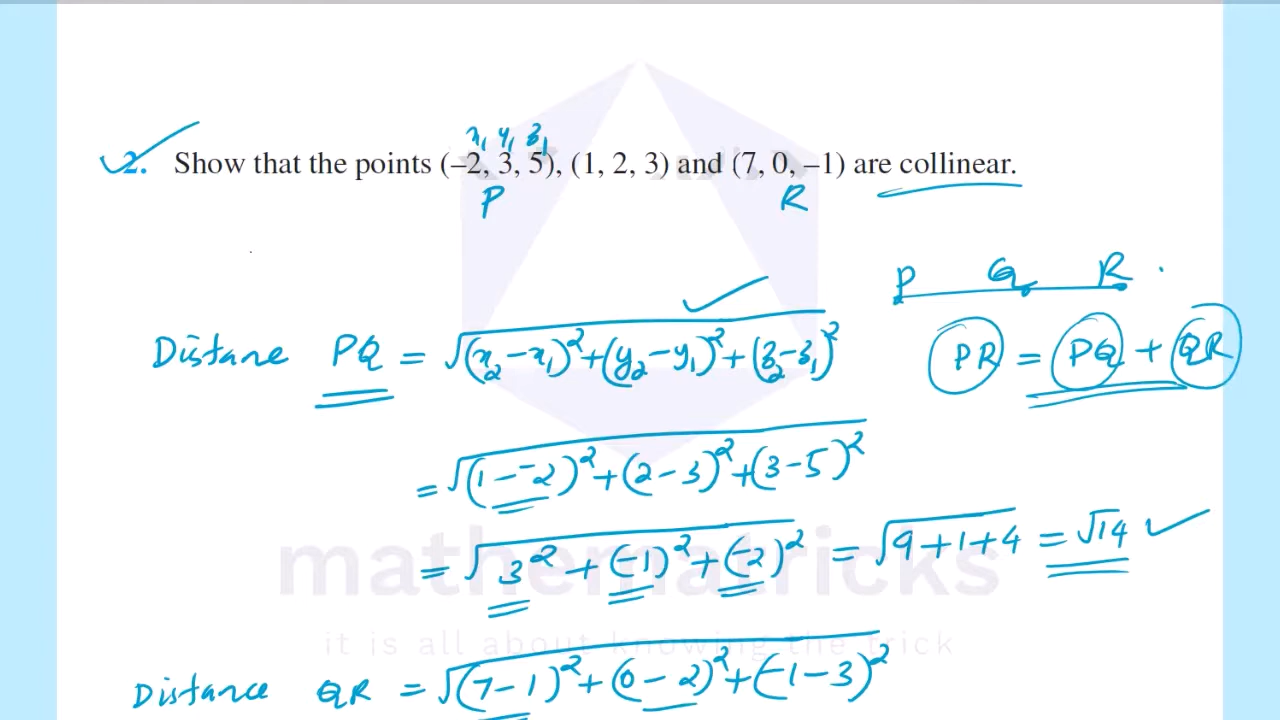 x₁ y₁ z₁
2. Show that the points (–2, 3, 5), (1, 2, 3) and (7, 0, –1) are collinear.
P R
P Q R
Distane PQ = √(x₂ – x₁)² + (y₂ – y₁)² + (z₂ – z₁)²
PR = PQ + QR
= √(1 – –2)² + (2 – 3)² + (3 – 5)²
= √3² + (–1)² + (–2)² = √9 + 1 + 4 = √14
mathematricks
it is all about knowing the trick
Distance QR = √(7 – 1)² + (0 – 2)² + (–1 – 3)²